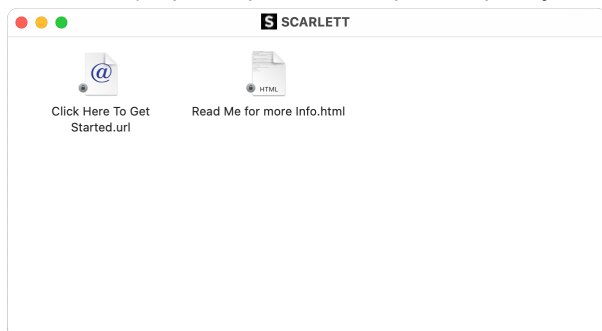 S SCARLETT
@
HTML
Click Here To Get
Started.url
Read Me for more Info.html